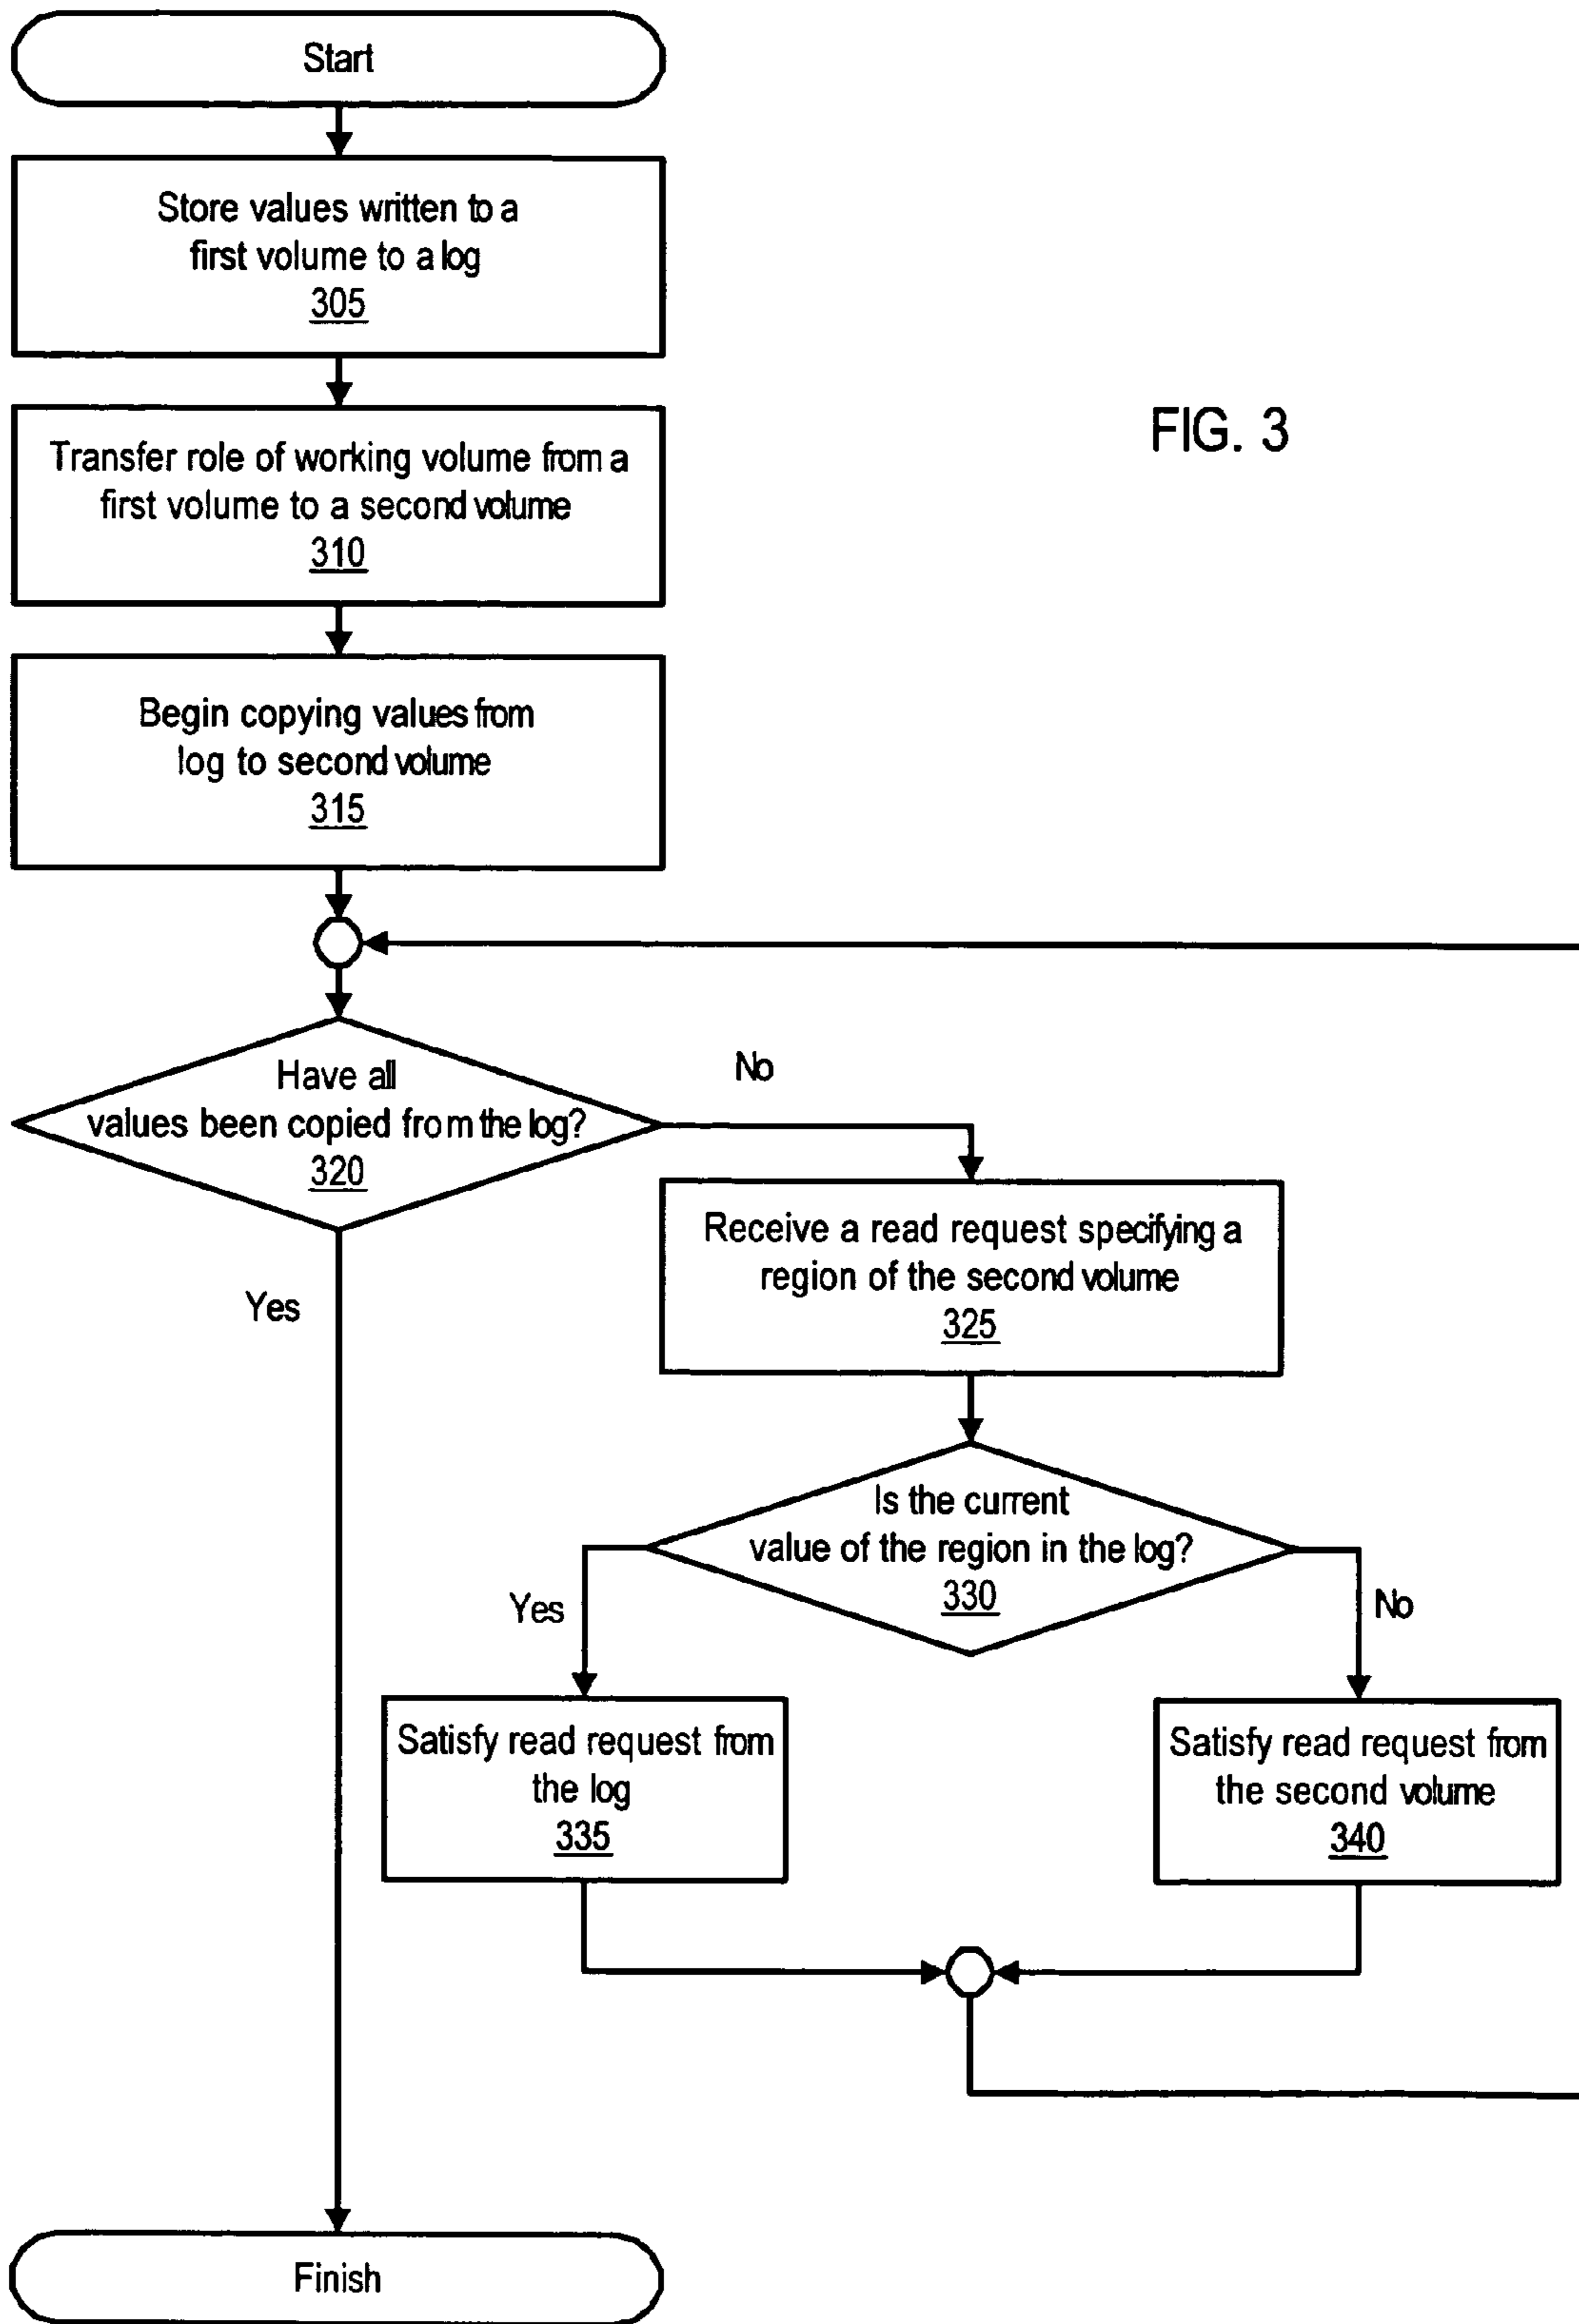 Start
Store values written to a
first volume to a log
305
FIG. 3
Transfer role of working volume from a
first volume to a second volume
310
Begin copying values from
log to second volume
315
Have all
values been copied from the log?
320
No
Yes
Receive a read request specifying a
region of the second volume
325
Is the current
value of the region in the log?
330
Yes
No
Satisfy read request from
the log
335
Satisfy read request from
the second volume
340
Finish